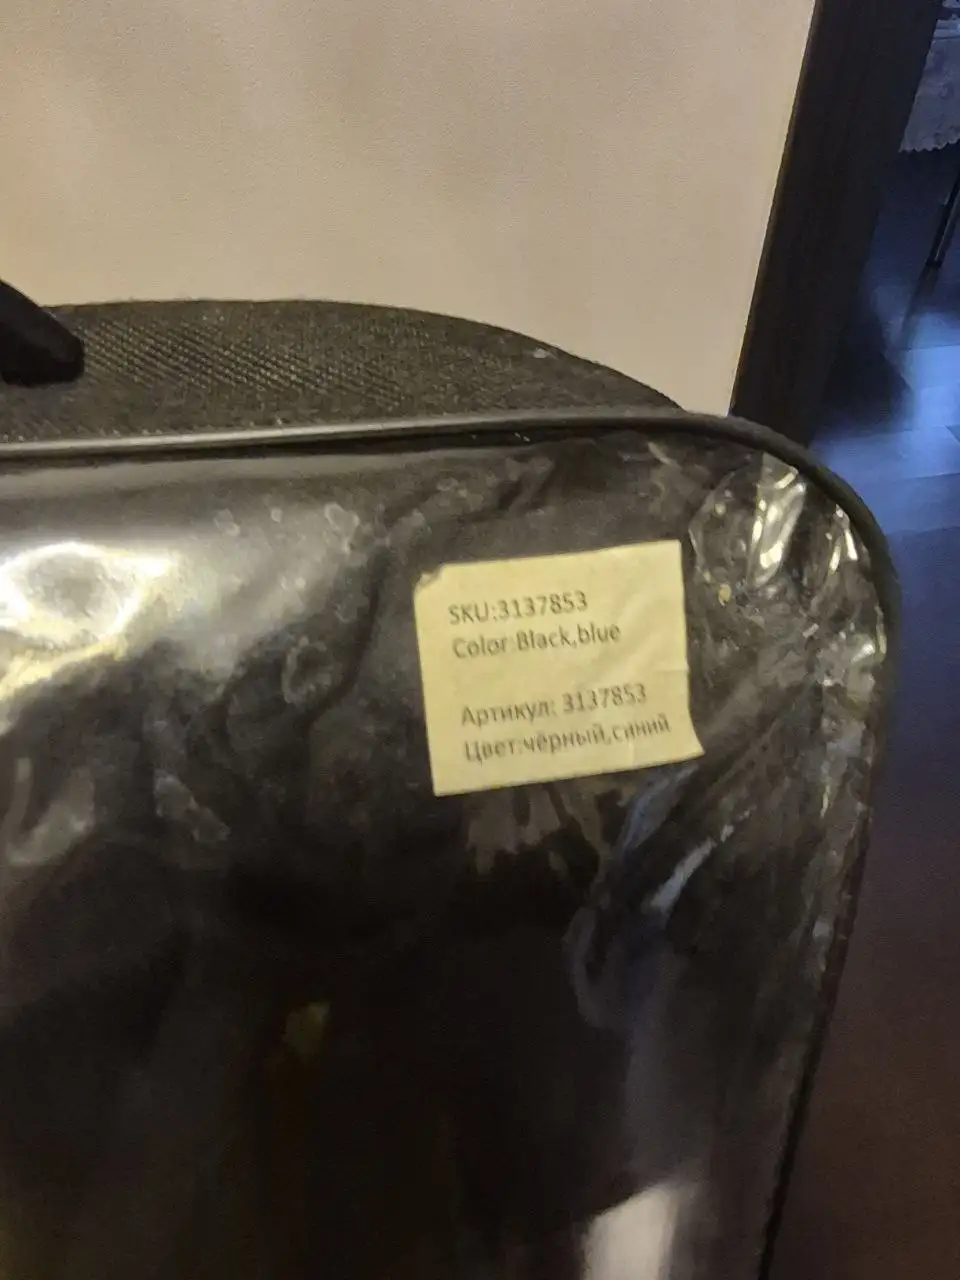 SKU:3137853
Color:Black,blue
Артикул: 3137853
Цвет:чёрный,синий